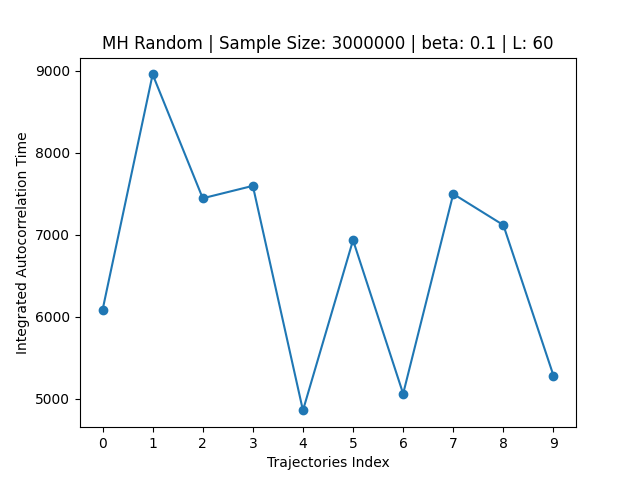 MH Random | Sample Size: 3000000 | beta: 0.1 | L: 60
9000
8000
7000
6000
5000
Integrated Autocorrelation Time
0 1 2 3 4 5 6 7 8 9
Trajectories Index